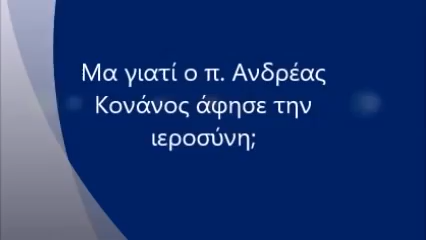 Μα γιατί ο π. Ανδρέας
Κονάνος άφησε την
ιεροσύνη;